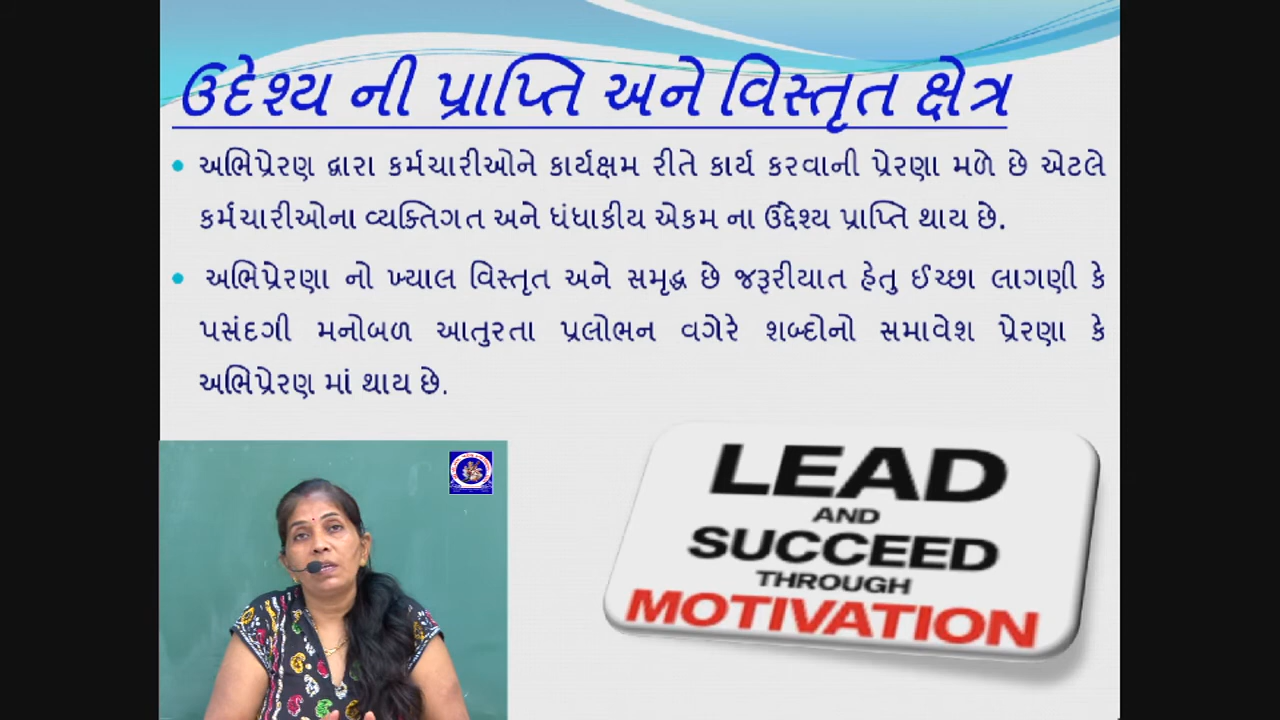 ઉદેશ્ય ની પ્રાપ્તિ અને વિસ્તૃત ક્ષેત્ર
• અભિપ્રેરણ દ્વારા કર્મચારીઓને કાર્યક્ષમ રીતે કાર્ય કરવાની પ્રેરણા મળે છે એટલે
કર્મચારીઓના વ્યક્તિગત અને ધંધાકીય એકમ ના ઉદ્દેશ્ય પ્રાપ્તિ થાય છે.
• અભિપ્રેરણા નો ખ્યાલ વિસ્તૃત અને સમૃદ્ધ છે જરૂરીયાત હેતુ ઈચ્છા લાગણી કે
પસંદગી મનોબળ આતુરતા પ્રલોભન વગેરે શબ્દોનો સમાવેશ પ્રેરણા કે
અભિપ્રેરણ માં થાય છે.
LEAD
AND
SUCCEED
THROUGH
MOTIVATION